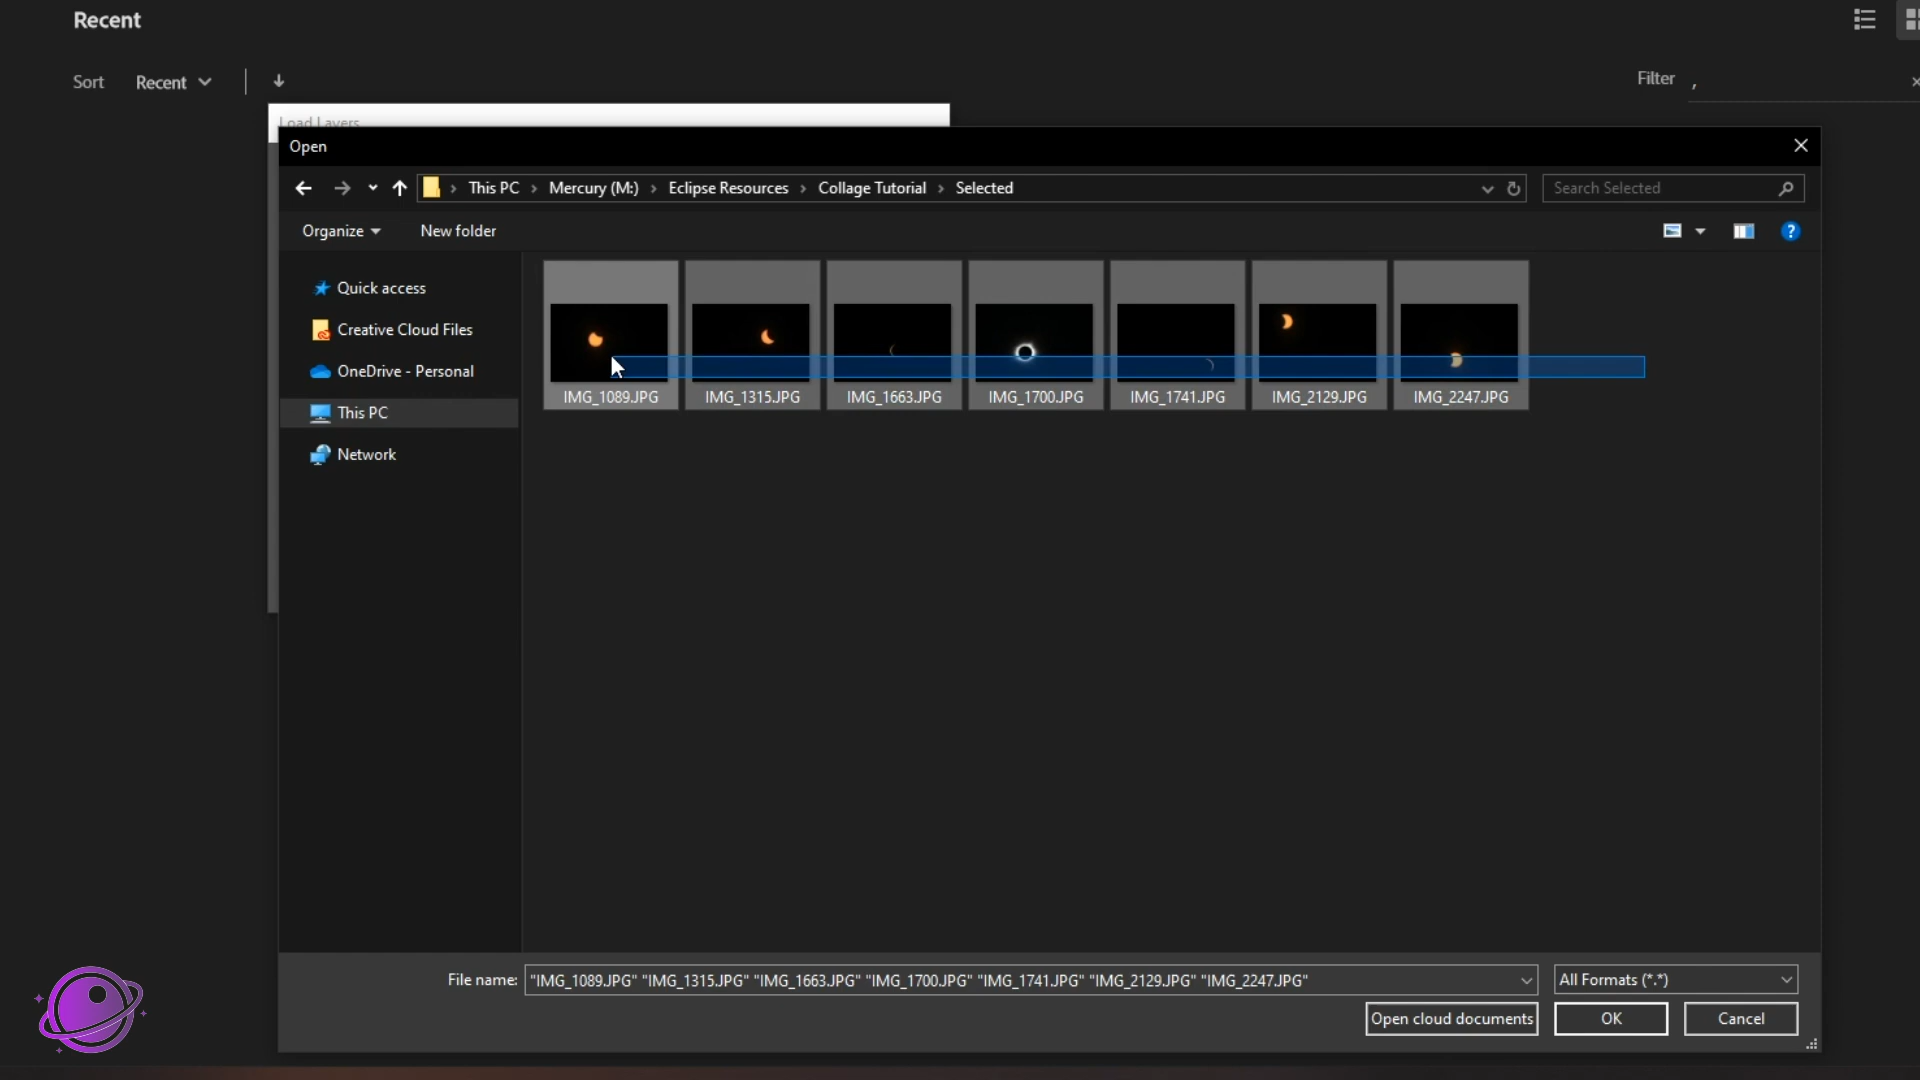 Recent
Sort Recent
Filter ,
Load Layers
Open
This PC › Mercury (M:) › Eclipse Resources › Collage Tutorial › Selected
Search Selected
Organize
New folder
?
Quick access
Creative Cloud Files
OneDrive - Personal
This PC
Network
IMG_1089.JPG IMG_1315.JPG IMG_1663.JPG IMG_1700.JPG IMG_1741.JPG IMG_2129.JPG IMG_2247.JPG
File name: "IMG_1089.JPG" "IMG_1315.JPG" "IMG_1663.JPG" "IMG_1700.JPG" "IMG_1741.JPG" "IMG_2129.JPG" "IMG_2247.JPG"
All Formats (*.*)
Open cloud documents OK Cancel